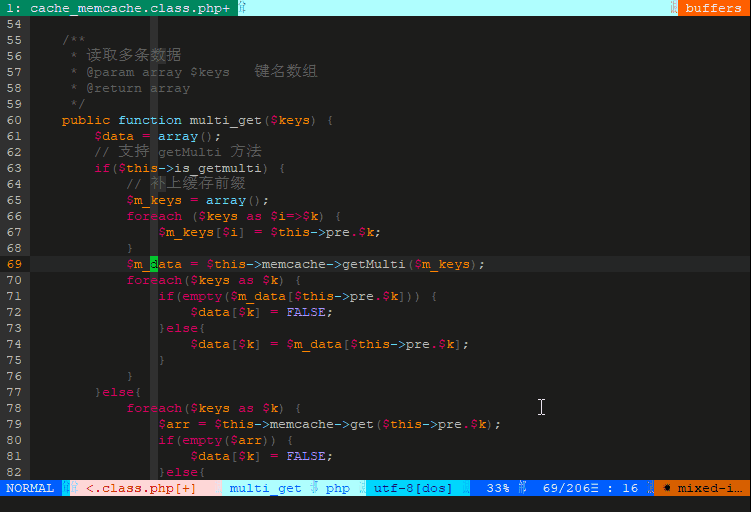 1: cache_memcache.class.php+ buffers
54
55 /**
56 * 读取多条数据
57 * @param array $keys 键名数组
58 * @return array
59 */
60 public function multi_get($keys) {
61 $data = array();
62 // 支持 getMulti 方法
63 if($this->is_getmulti) {
64 // 补上缓存前缀
65 $m_keys = array();
66 foreach ($keys as $i=>$k) {
67 $m_keys[$i] = $this->pre.$k;
68 }
69 $m_data = $this->memcache->getMulti($m_keys);
70 foreach($keys as $k) {
71 if(empty($m_data[$this->pre.$k])) {
72 $data[$k] = FALSE;
73 }else{
74 $data[$k] = $m_data[$this->pre.$k];
75 }
76 }
77 }else{
78 foreach($keys as $k) {
79 $arr = $this->memcache->get($this->pre.$k);
80 if(empty($arr)) {
81 $data[$k] = FALSE;
82 }else{
NORMAL <.class.php[+] multi_get php utf-8[dos] 33% 69/206☰ : 16 ✹ mixed-i…